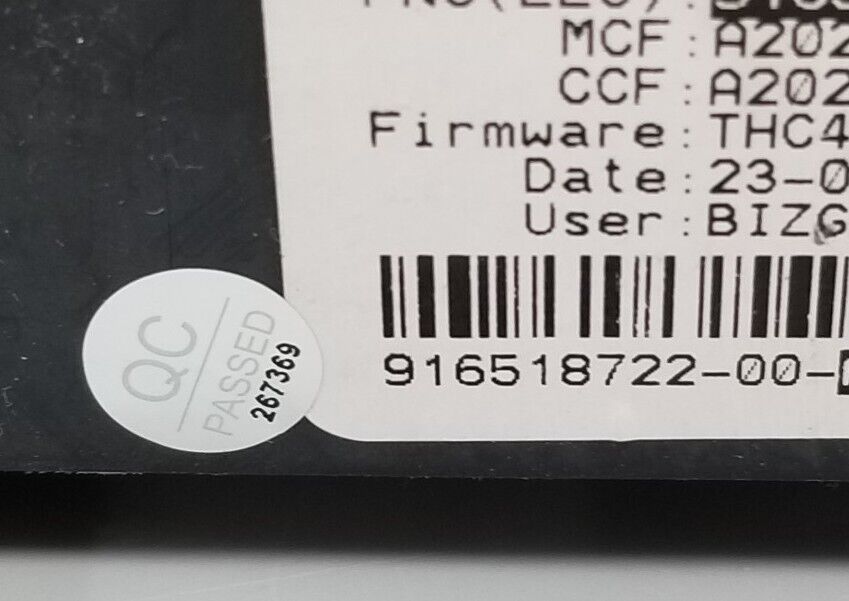 MCF:A202
CCF:A202
Firmware:THC4
Date:23-0
User:BIZG
916518722-00-
QC
PASSED
267369